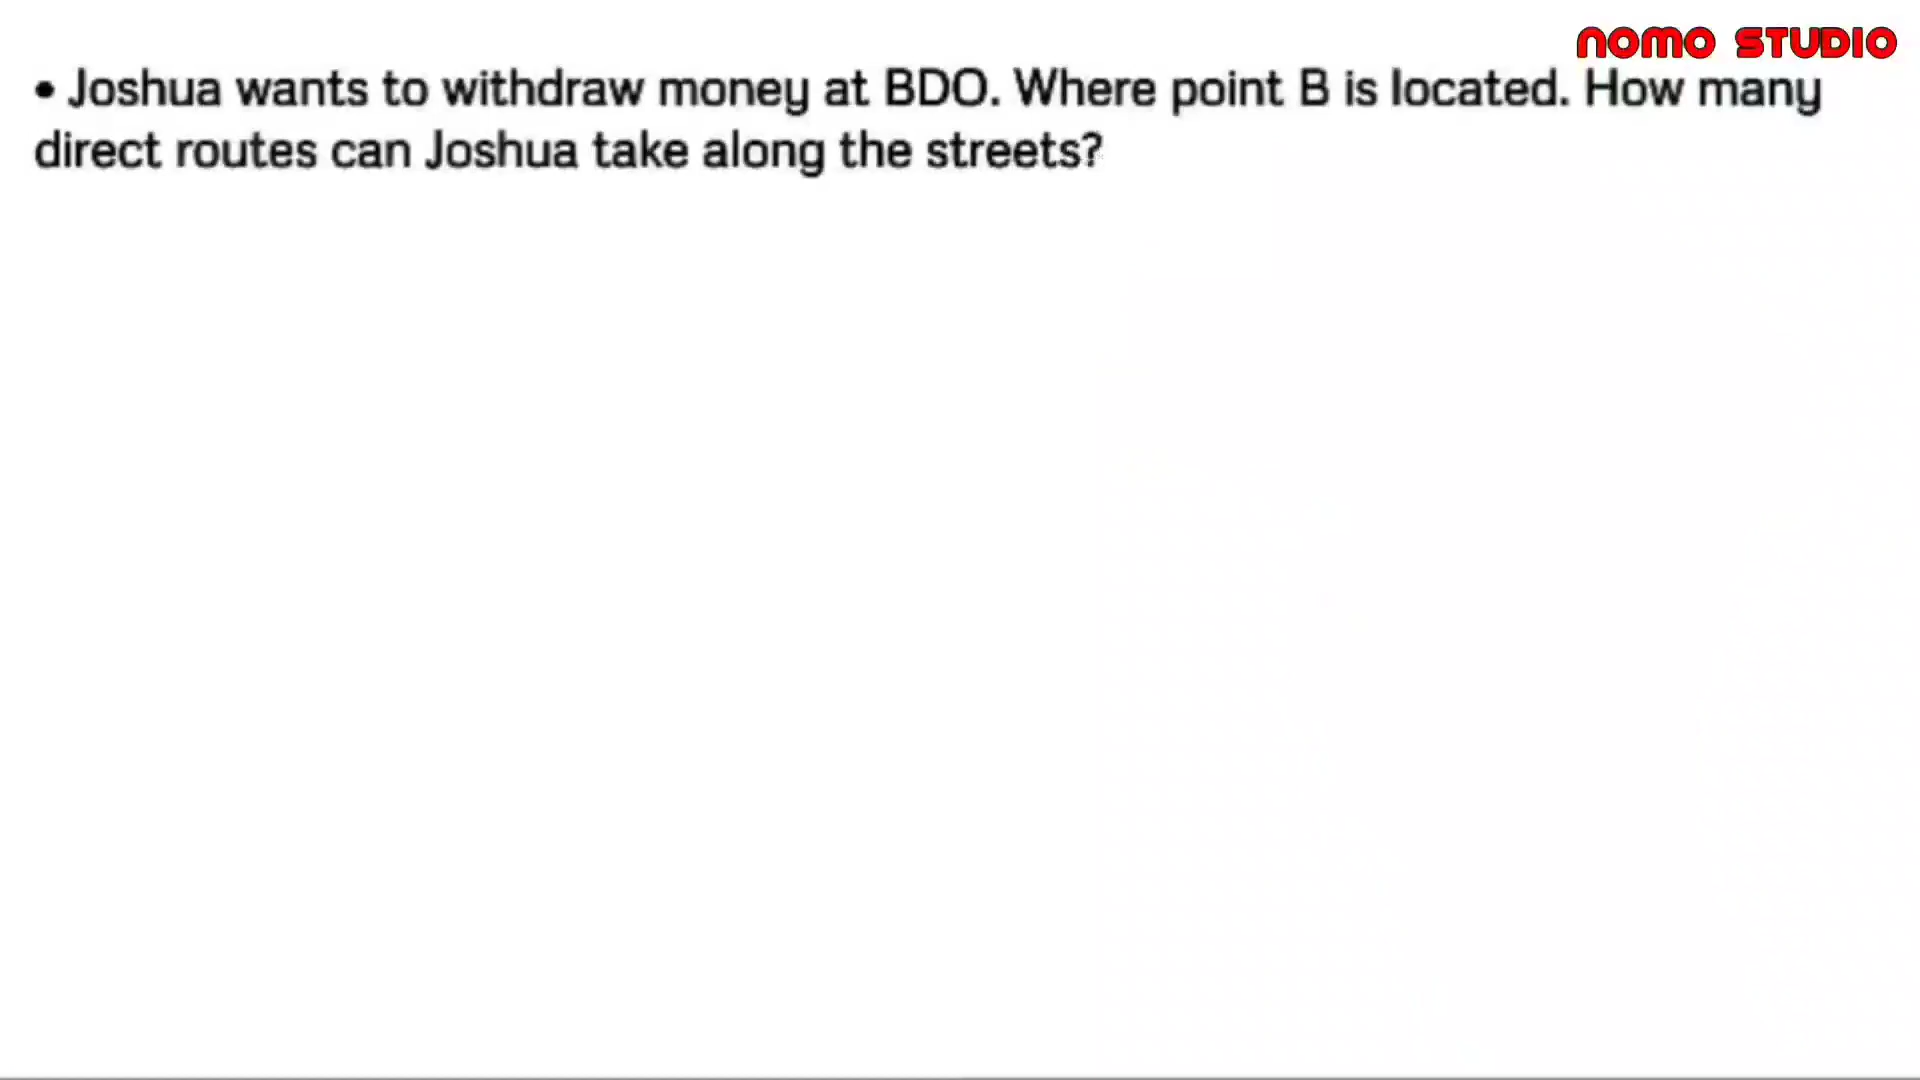 NOMO STUDIO
• Joshua wants to withdraw money at BDO. Where point B is located. How many
direct routes can Joshua take along the streets?